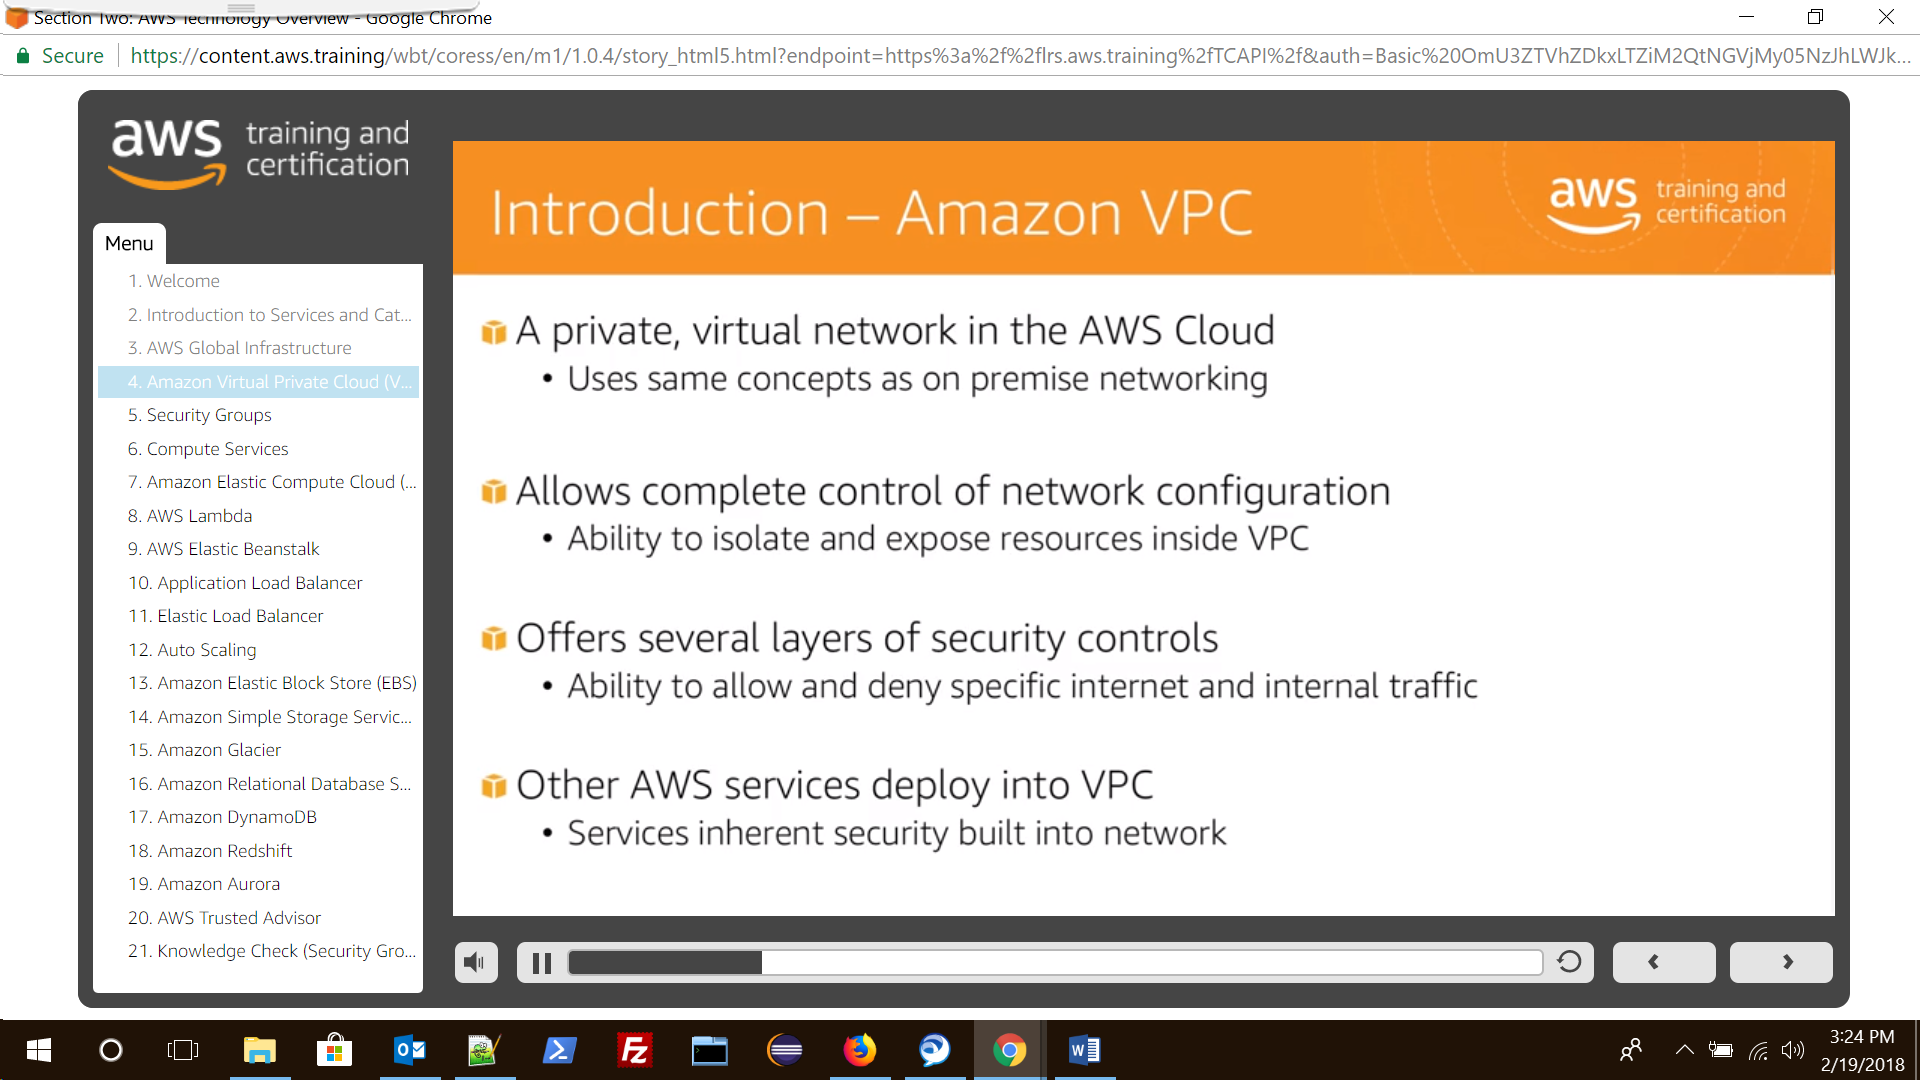 Section Two: AWS Technology Overview - Google Chrome
Secure
https://content.aws.training/wbt/coress/en/m1/1.0.4/story_html5.html?endpoint=https%3a%2f%2flrs.aws.training%2fTCAPI%2f&auth=Basic%20OmU3ZTVhZDkxLTZiM2QtNGVjMy05NzJhLWJk...
aws training and certification
Menu
1. Welcome
2. Introduction to Services and Cat...
3. AWS Global Infrastructure
4. Amazon Virtual Private Cloud (V...
5. Security Groups
6. Compute Services
7. Amazon Elastic Compute Cloud (...
8. AWS Lambda
9. AWS Elastic Beanstalk
10. Application Load Balancer
11. Elastic Load Balancer
12. Auto Scaling
13. Amazon Elastic Block Store (EBS)
14. Amazon Simple Storage Servic...
15. Amazon Glacier
16. Amazon Relational Database S...
17. Amazon DynamoDB
18. Amazon Redshift
19. Amazon Aurora
20. AWS Trusted Advisor
21. Knowledge Check (Security Gro...
Introduction – Amazon VPC
aws training and certification
A private, virtual network in the AWS Cloud
• Uses same concepts as on premise networking
Allows complete control of network configuration
• Ability to isolate and expose resources inside VPC
Offers several layers of security controls
• Ability to allow and deny specific internet and internal traffic
Other AWS services deploy into VPC
• Services inherent security built into network
3:24 PM
2/19/2018